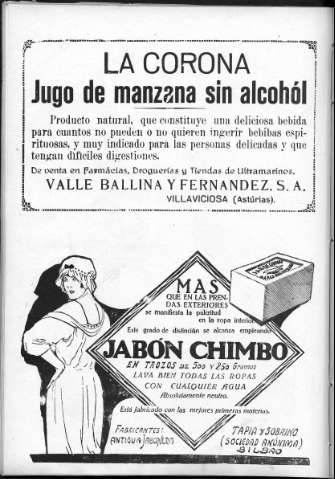 LA CORONA
Jugo de manzana sin alcohól
Producto natural, que constituye una deliciosa bebida
para cuantos no pueden o no quieren ingerir bebibas espi-
rituosas, y muy indicado para las personas delicadas y que
tengan difíciles digestiones.
De venta en Farmácias, Droguerías y Tiendas de Ultramarinos.
VALLE BALLINA Y FERNANDEZ. S. A.
VILLAVICIOSA (Astúrias).
MAS
QUE EN LAS PREN-
DAS EXTERIORES
se manifiesta la pulcritud
en la ropa interior
Este grado de distinción se alcanza empleando
JABÓN CHIMBO
EN TROZOS DE 500 Y 250 Gramos
LAVA BIEN TODAS LAS ROPAS
CON CUALQUIER AGUA
Absolutamente neutro.
Está fabricado con las mejores primeras materias.
FABRICANTES:
TAPIA Y SOBRINO
(SOCIEDAD ANÓNIMA)
BILBAO